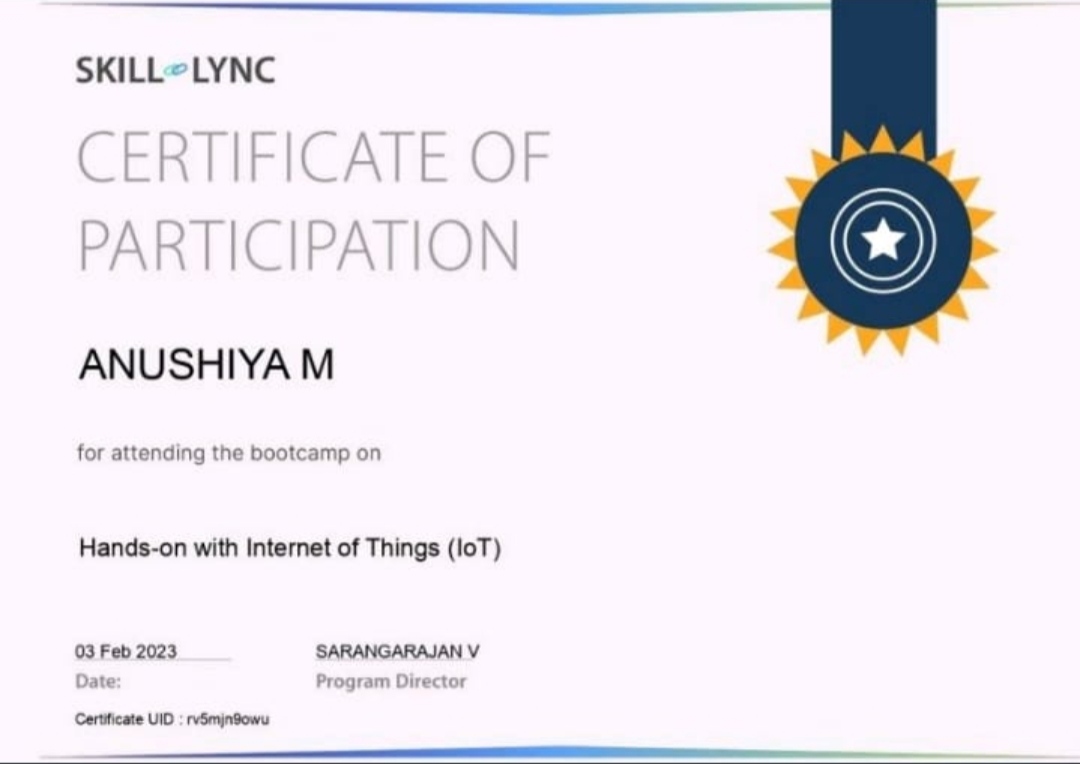 SKILL LYNC
CERTIFICATE OF
PARTICIPATION
ANUSHIYA M
for attending the bootcamp on
Hands-on with Internet of Things (IoT)
03 Feb 2023 SARANGARAJAN V
Date: Program Director
Certificate UID : rv5mjn9owu